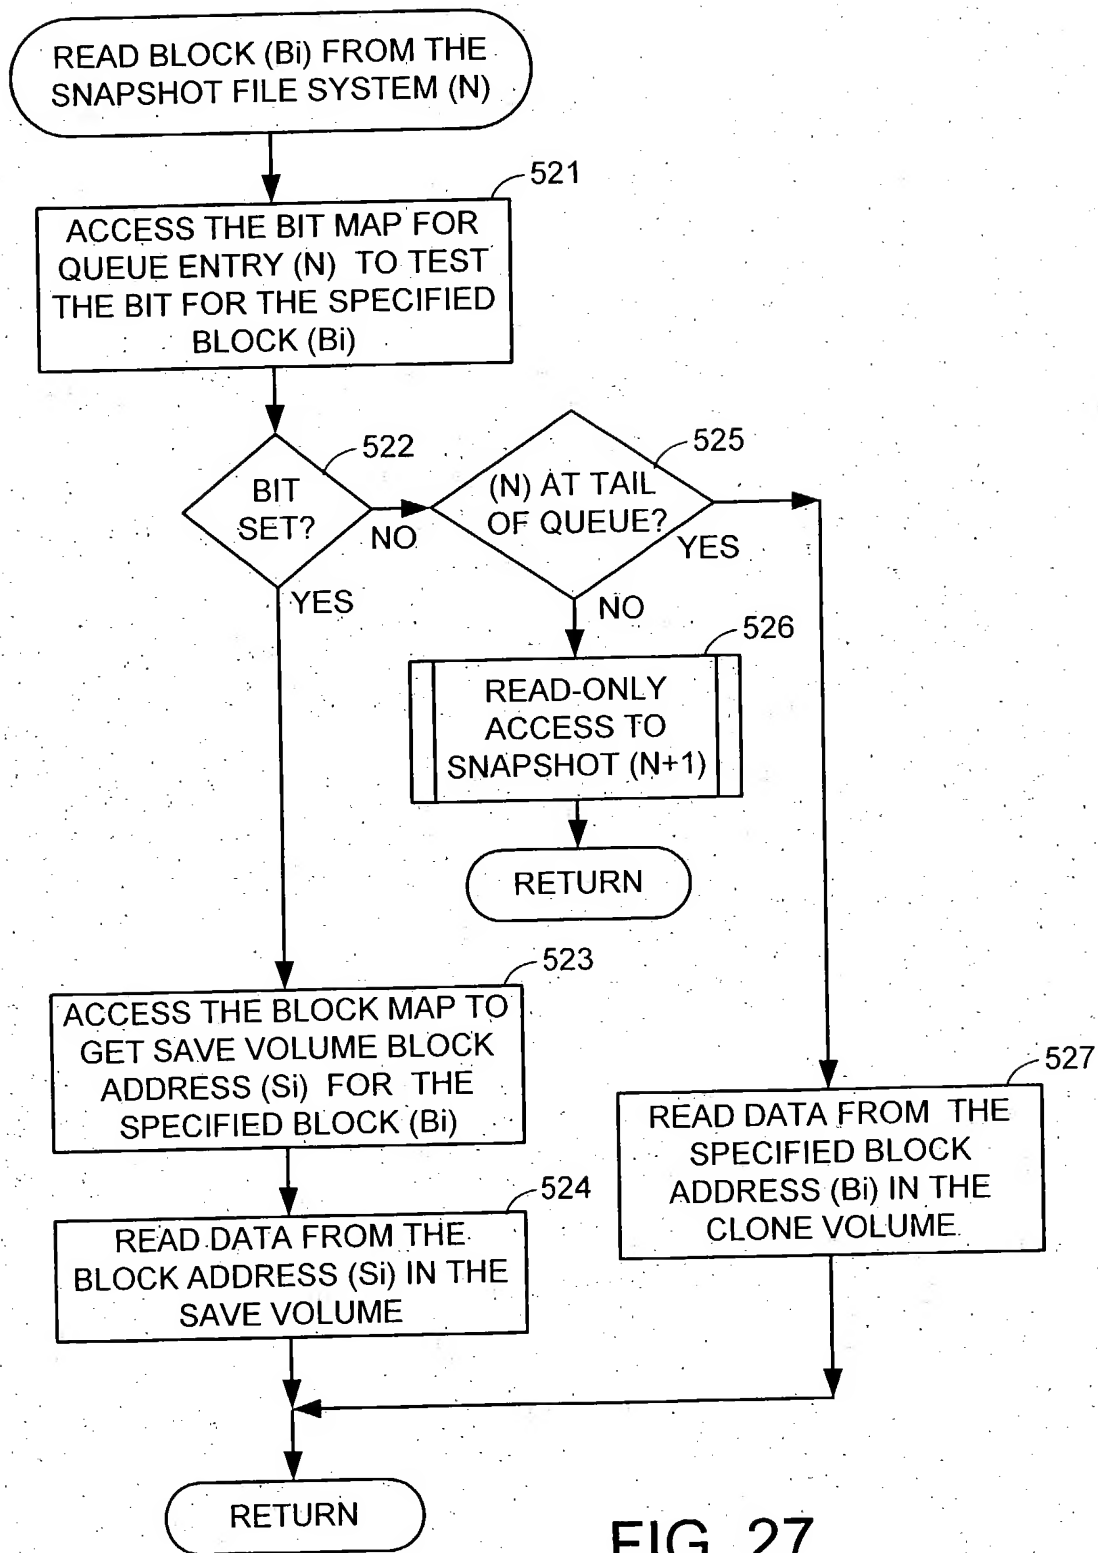 READ BLOCK (Bi) FROM THE
SNAPSHOT FILE SYSTEM (N)
521
ACCESS THE BIT MAP FOR
QUEUE ENTRY (N) TO TEST
THE BIT FOR THE SPECIFIED
BLOCK (Bi)
522
BIT
SET?
NO
YES
525
(N) AT TAIL
OF QUEUE?
YES
NO
526
READ-ONLY
ACCESS TO
SNAPSHOT (N+1)
RETURN
523
ACCESS THE BLOCK MAP TO
GET SAVE VOLUME BLOCK
ADDRESS (Si) FOR THE
SPECIFIED BLOCK (Bi)
524
READ DATA FROM THE
BLOCK ADDRESS (Si) IN THE
SAVE VOLUME
527
READ DATA FROM THE
SPECIFIED BLOCK
ADDRESS (Bi) IN THE
CLONE VOLUME
RETURN
FIG. 27